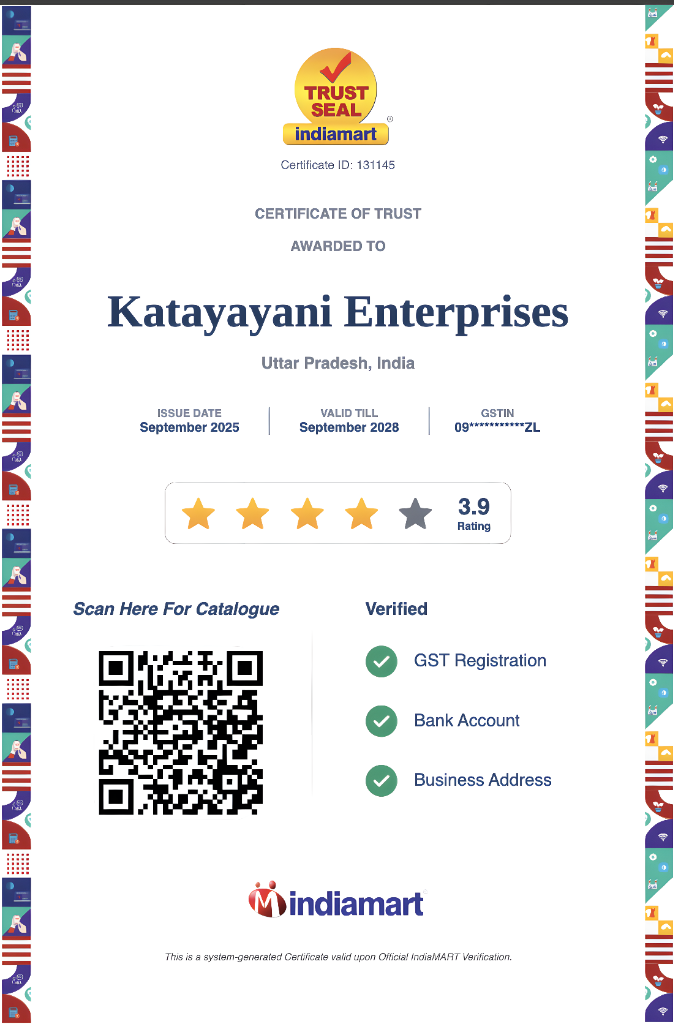 TRUST
SEAL
indiamart
®
Certificate ID: 131145
CERTIFICATE OF TRUST
AWARDED TO
Katayayani Enterprises
Uttar Pradesh, India
ISSUE DATE
September 2025
VALID TILL
September 2028
GSTIN
09***********ZL
3.9
Rating
Scan Here For Catalogue
Verified
GST Registration
Bank Account
Business Address
indiamart
This is a system-generated Certificate valid upon Official IndiaMART Verification.